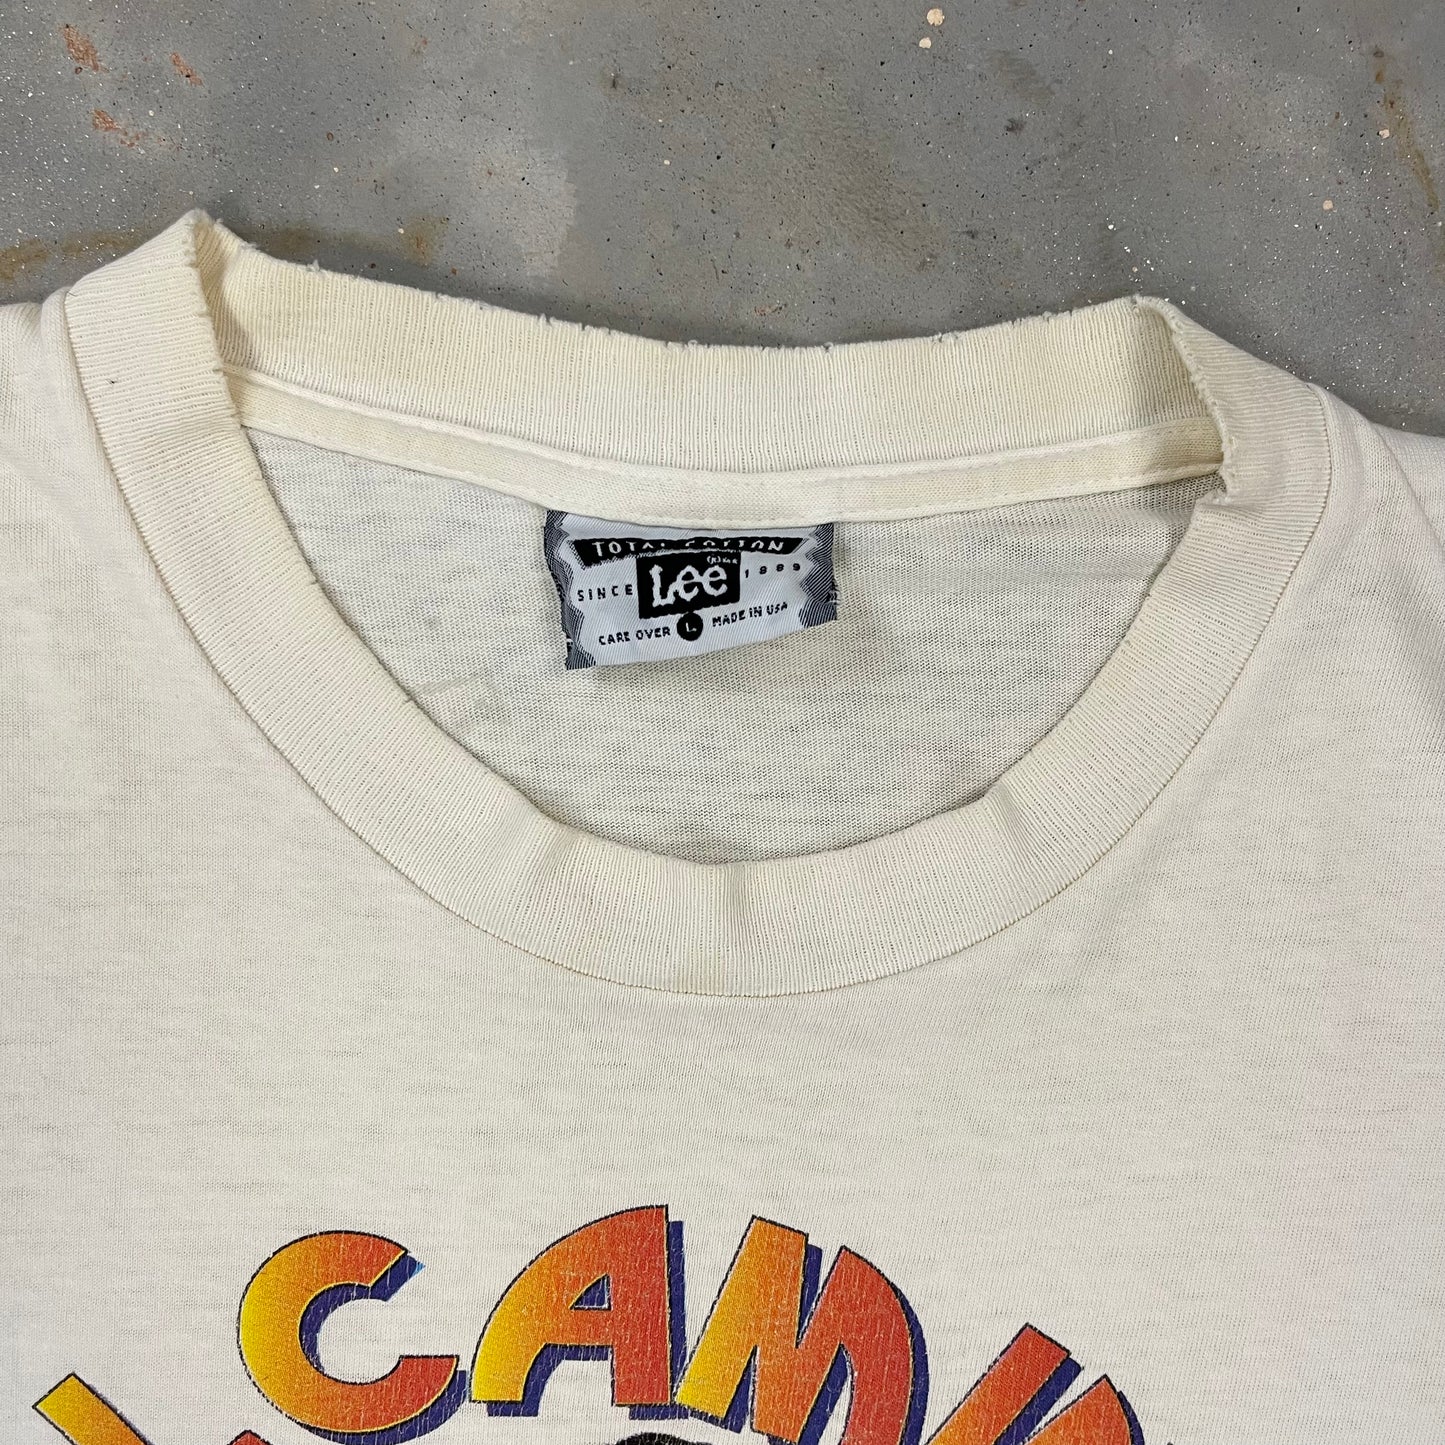 TOTAL COTTON
SINCE Lee 1889
CARE OVER L MADE IN USA
CAM